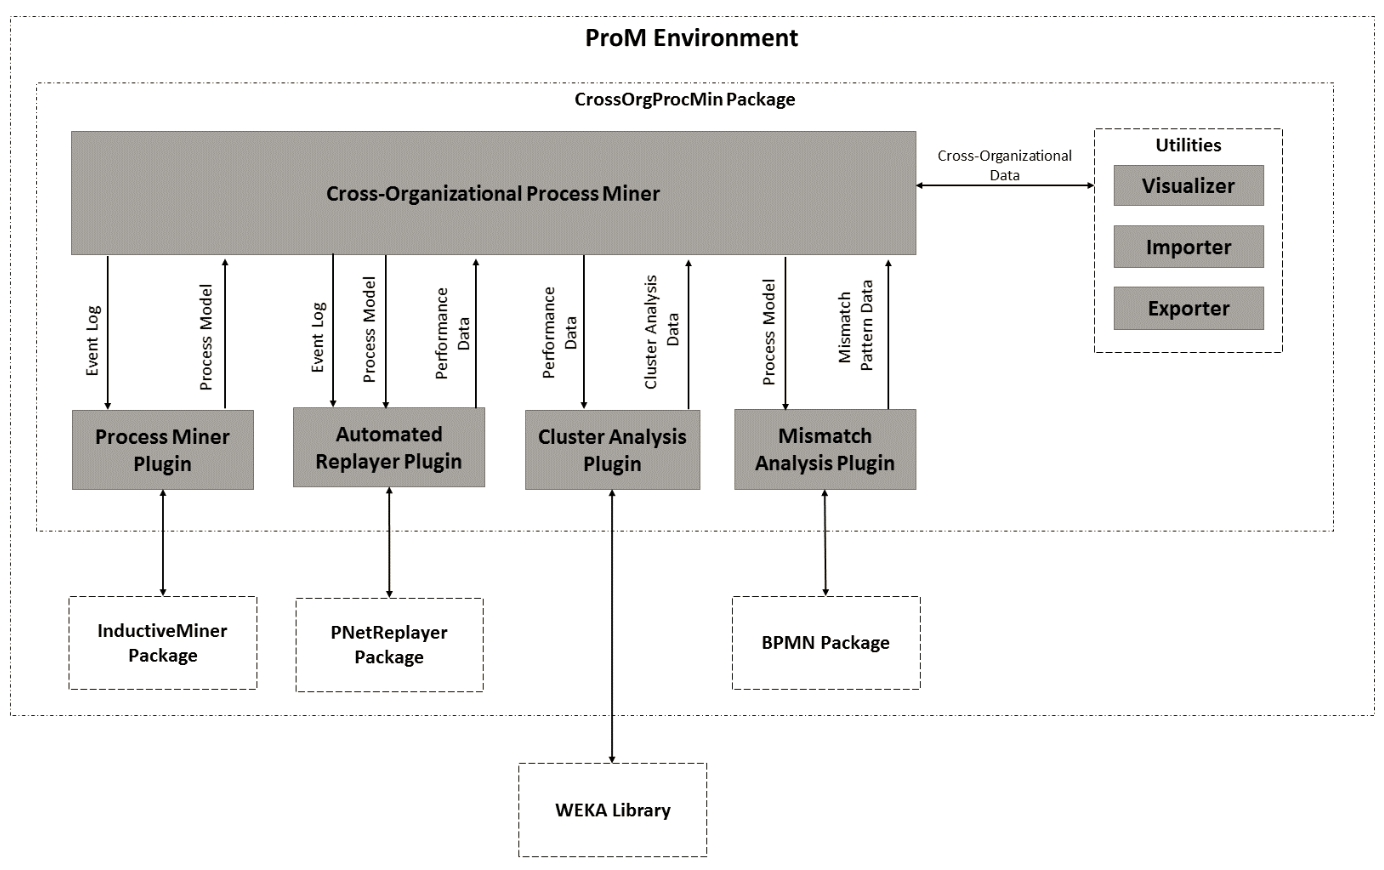 ProM Environment
CrossOrgProcMin Package
Cross-Organizational Process Miner
Cross-Organizational
Data
Utilities
Visualizer
Importer
Exporter
Event Log
Process Model
Event Log
Process Model
Performance
Data
Performance
Data
Cluster Analysis
Data
Process Model
Mismatch
Pattern Data
Process Miner
Plugin
Automated
Replayer Plugin
Cluster Analysis
Plugin
Mismatch
Analysis Plugin
InductiveMiner
Package
PNetReplayer
Package
BPMN Package
WEKA Library